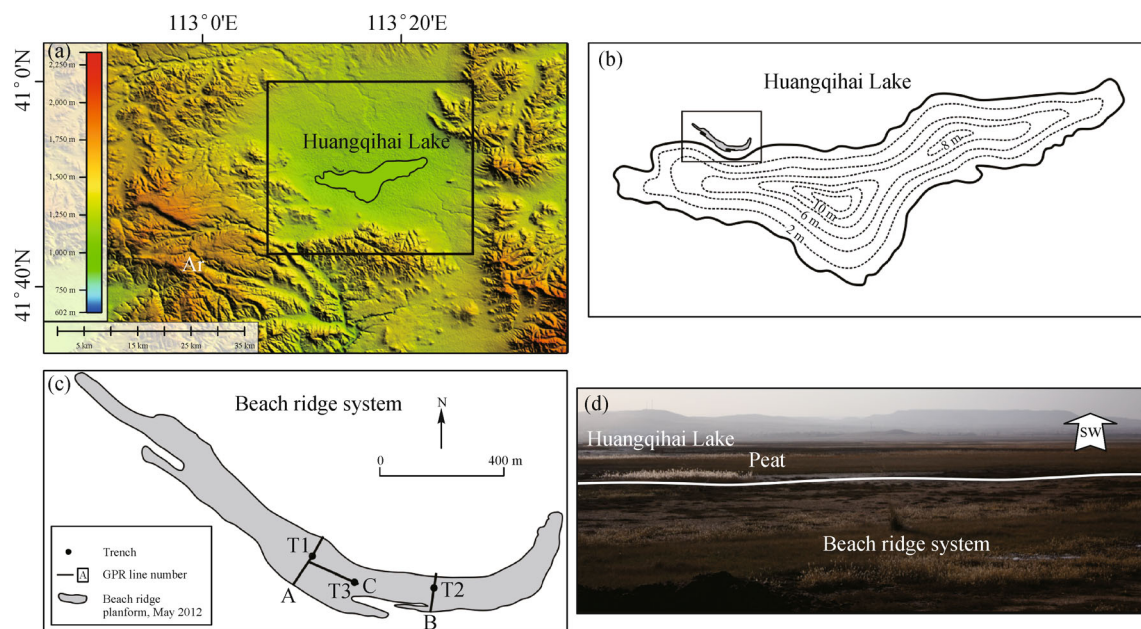 113°0'E
113°20'E
(a)
41°0'N
41°40'N
2,250 m
1,750 m
1,500 m
1,250 m
1,000 m
750 m
602 m
Huangqihai Lake
Ar
5 km
15 km
25 km
35 km
(b)
Huangqihai Lake
8 m
10 m
6 m
2 m
(c)
Beach ridge system
N
0
400 m
T1
T3
C
T2
A
B
Trench
A
GPR line number
Beach ridge
planform, May 2012
(d)
SW
Huangqihai Lake
Peat
Beach ridge system